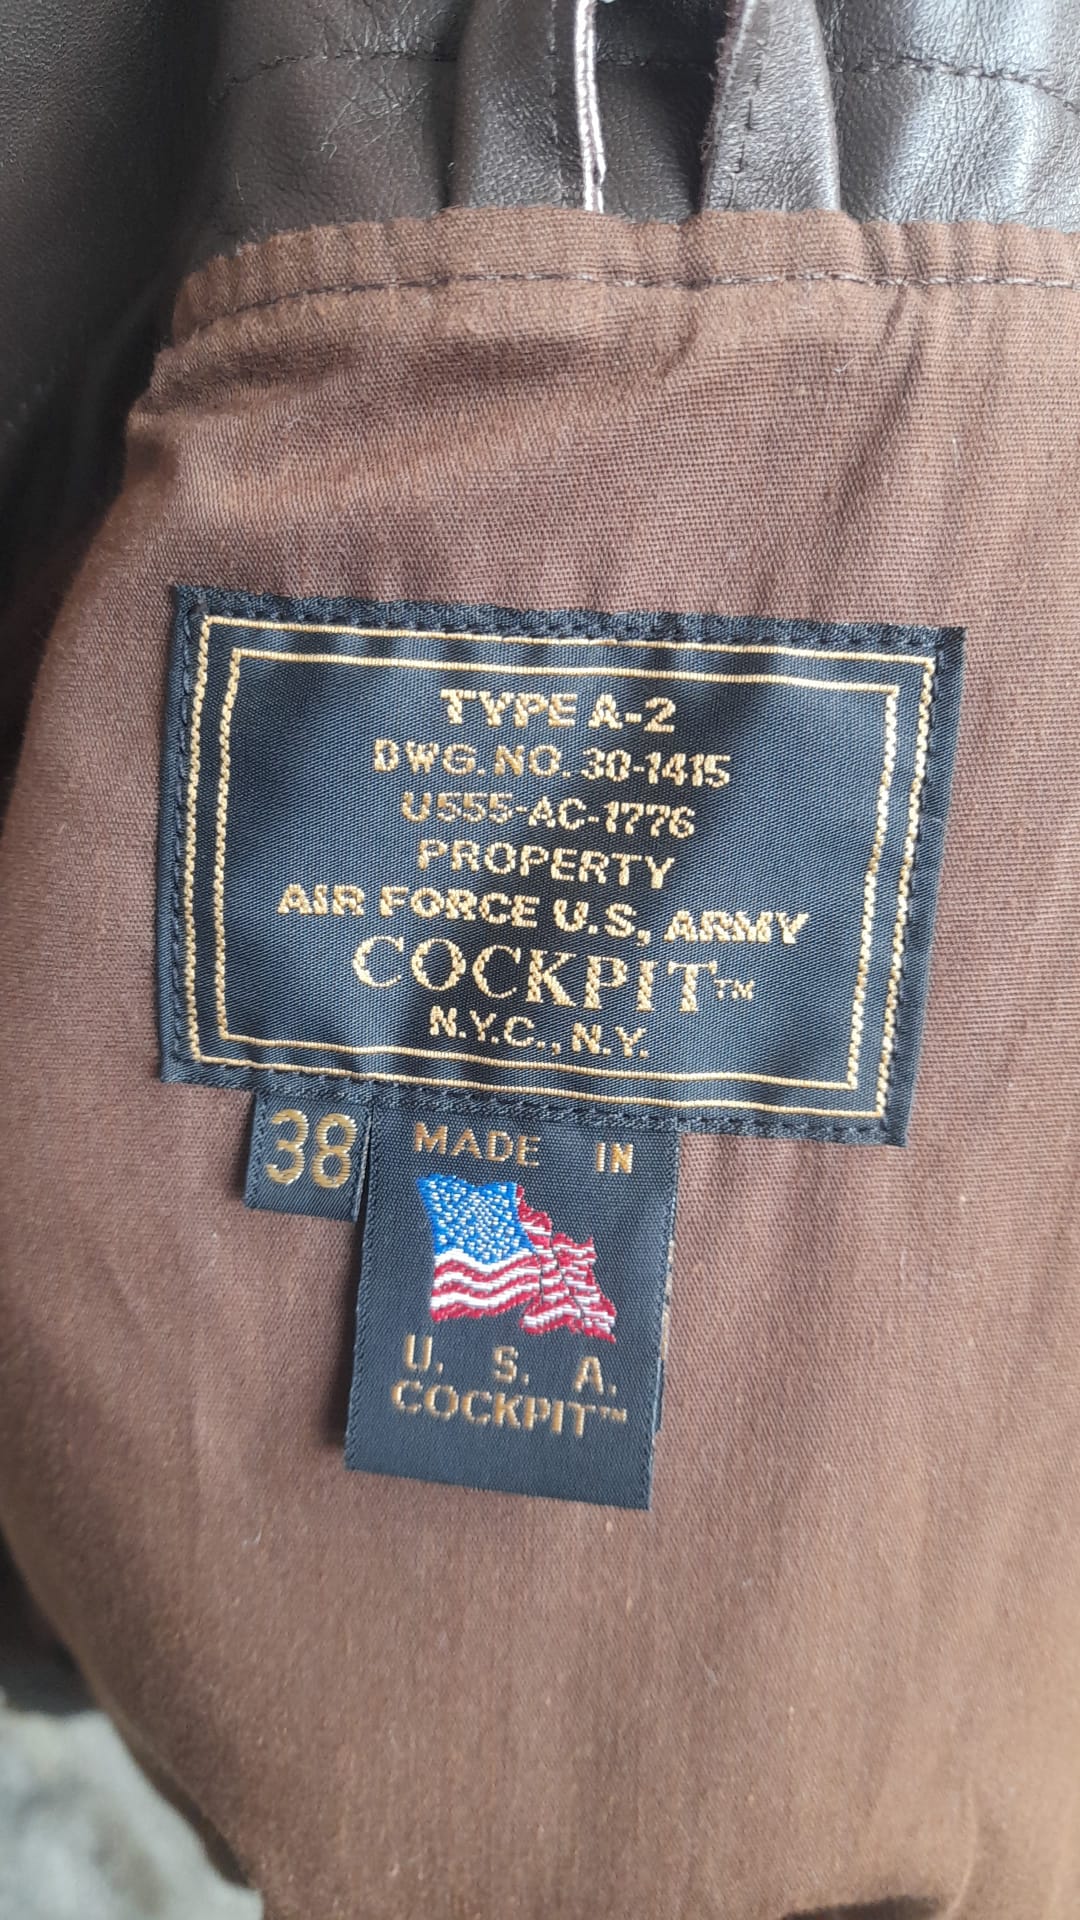 TYPE A-2
DWG. NO. 30-1415
U555-AC-1776
PROPERTY
AIR FORCE U.S, ARMY
COCKPIT™
N.Y.C., N.Y.
38
MADE IN
U. S. A.
COCKPIT™